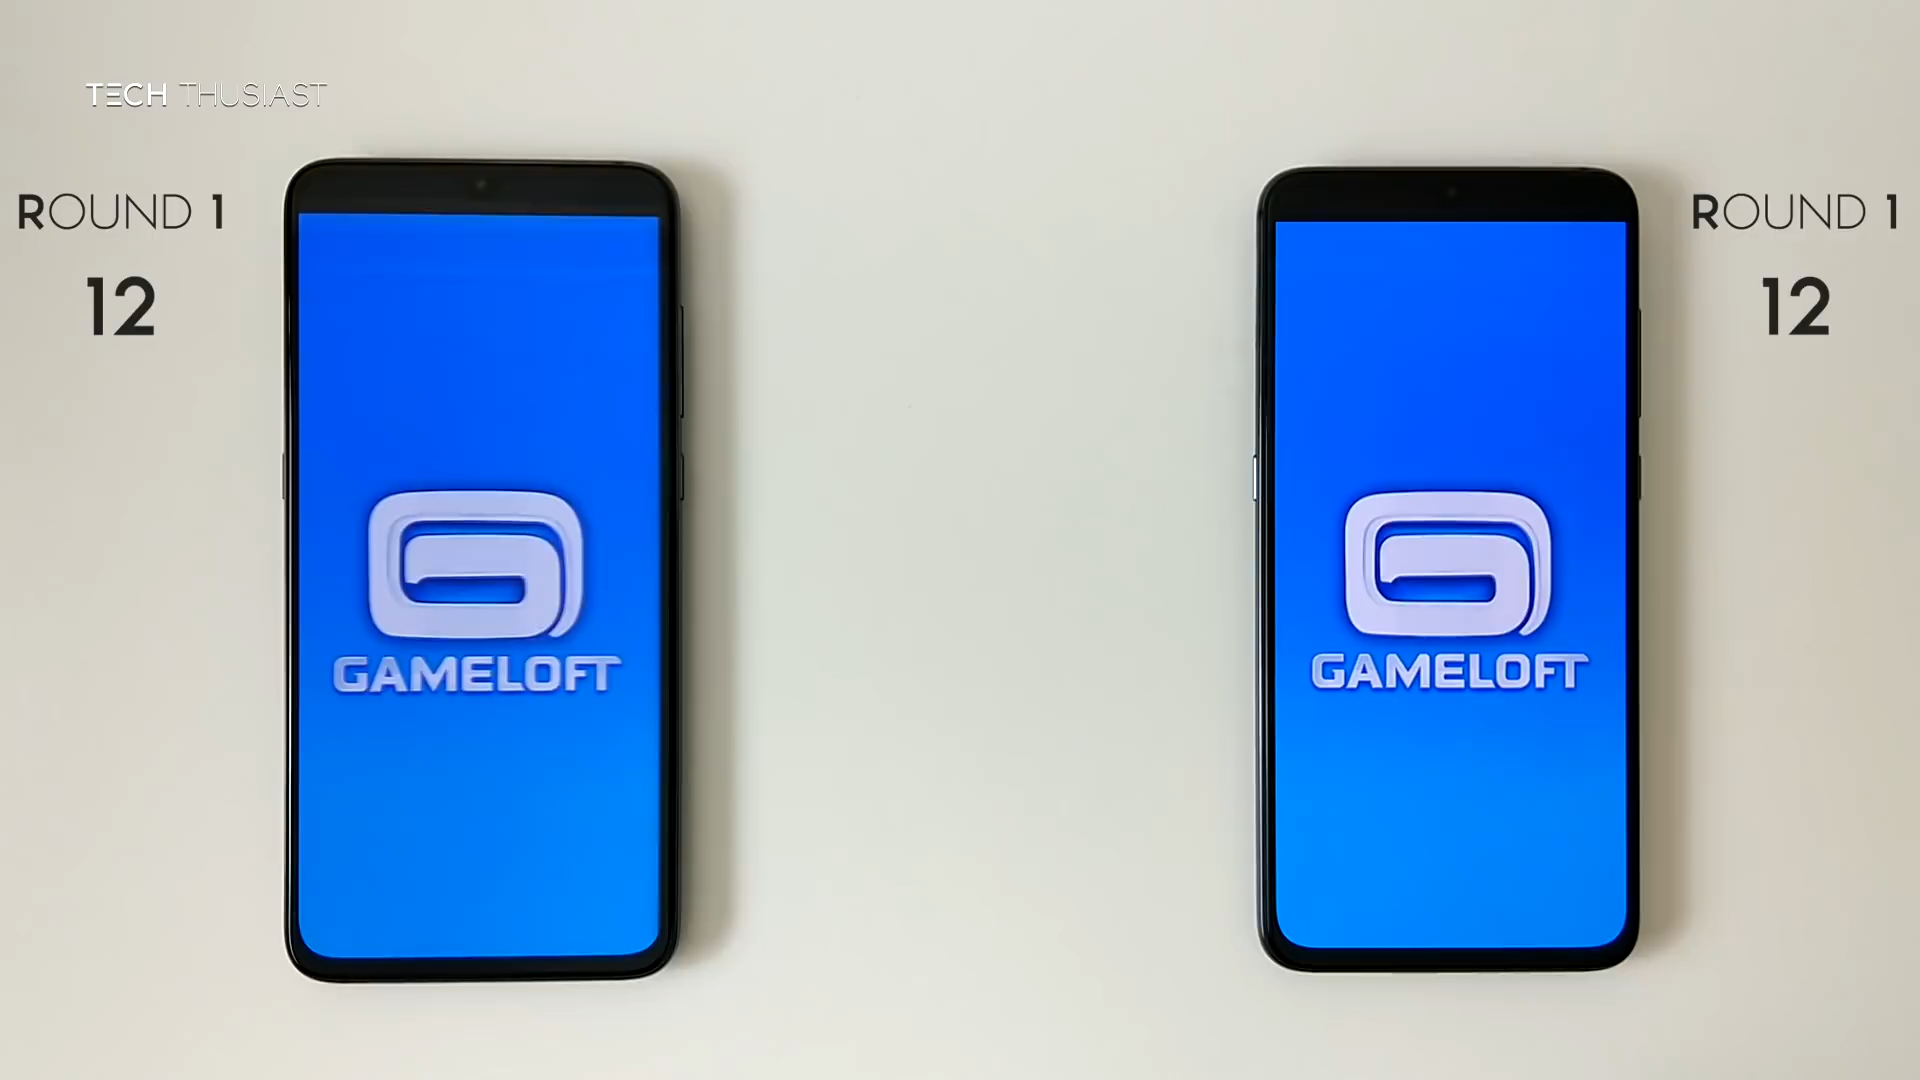 TECH THUSIAST
ROUND 1
12
ROUND 1
12
GAMELOFT
GAMELOFT